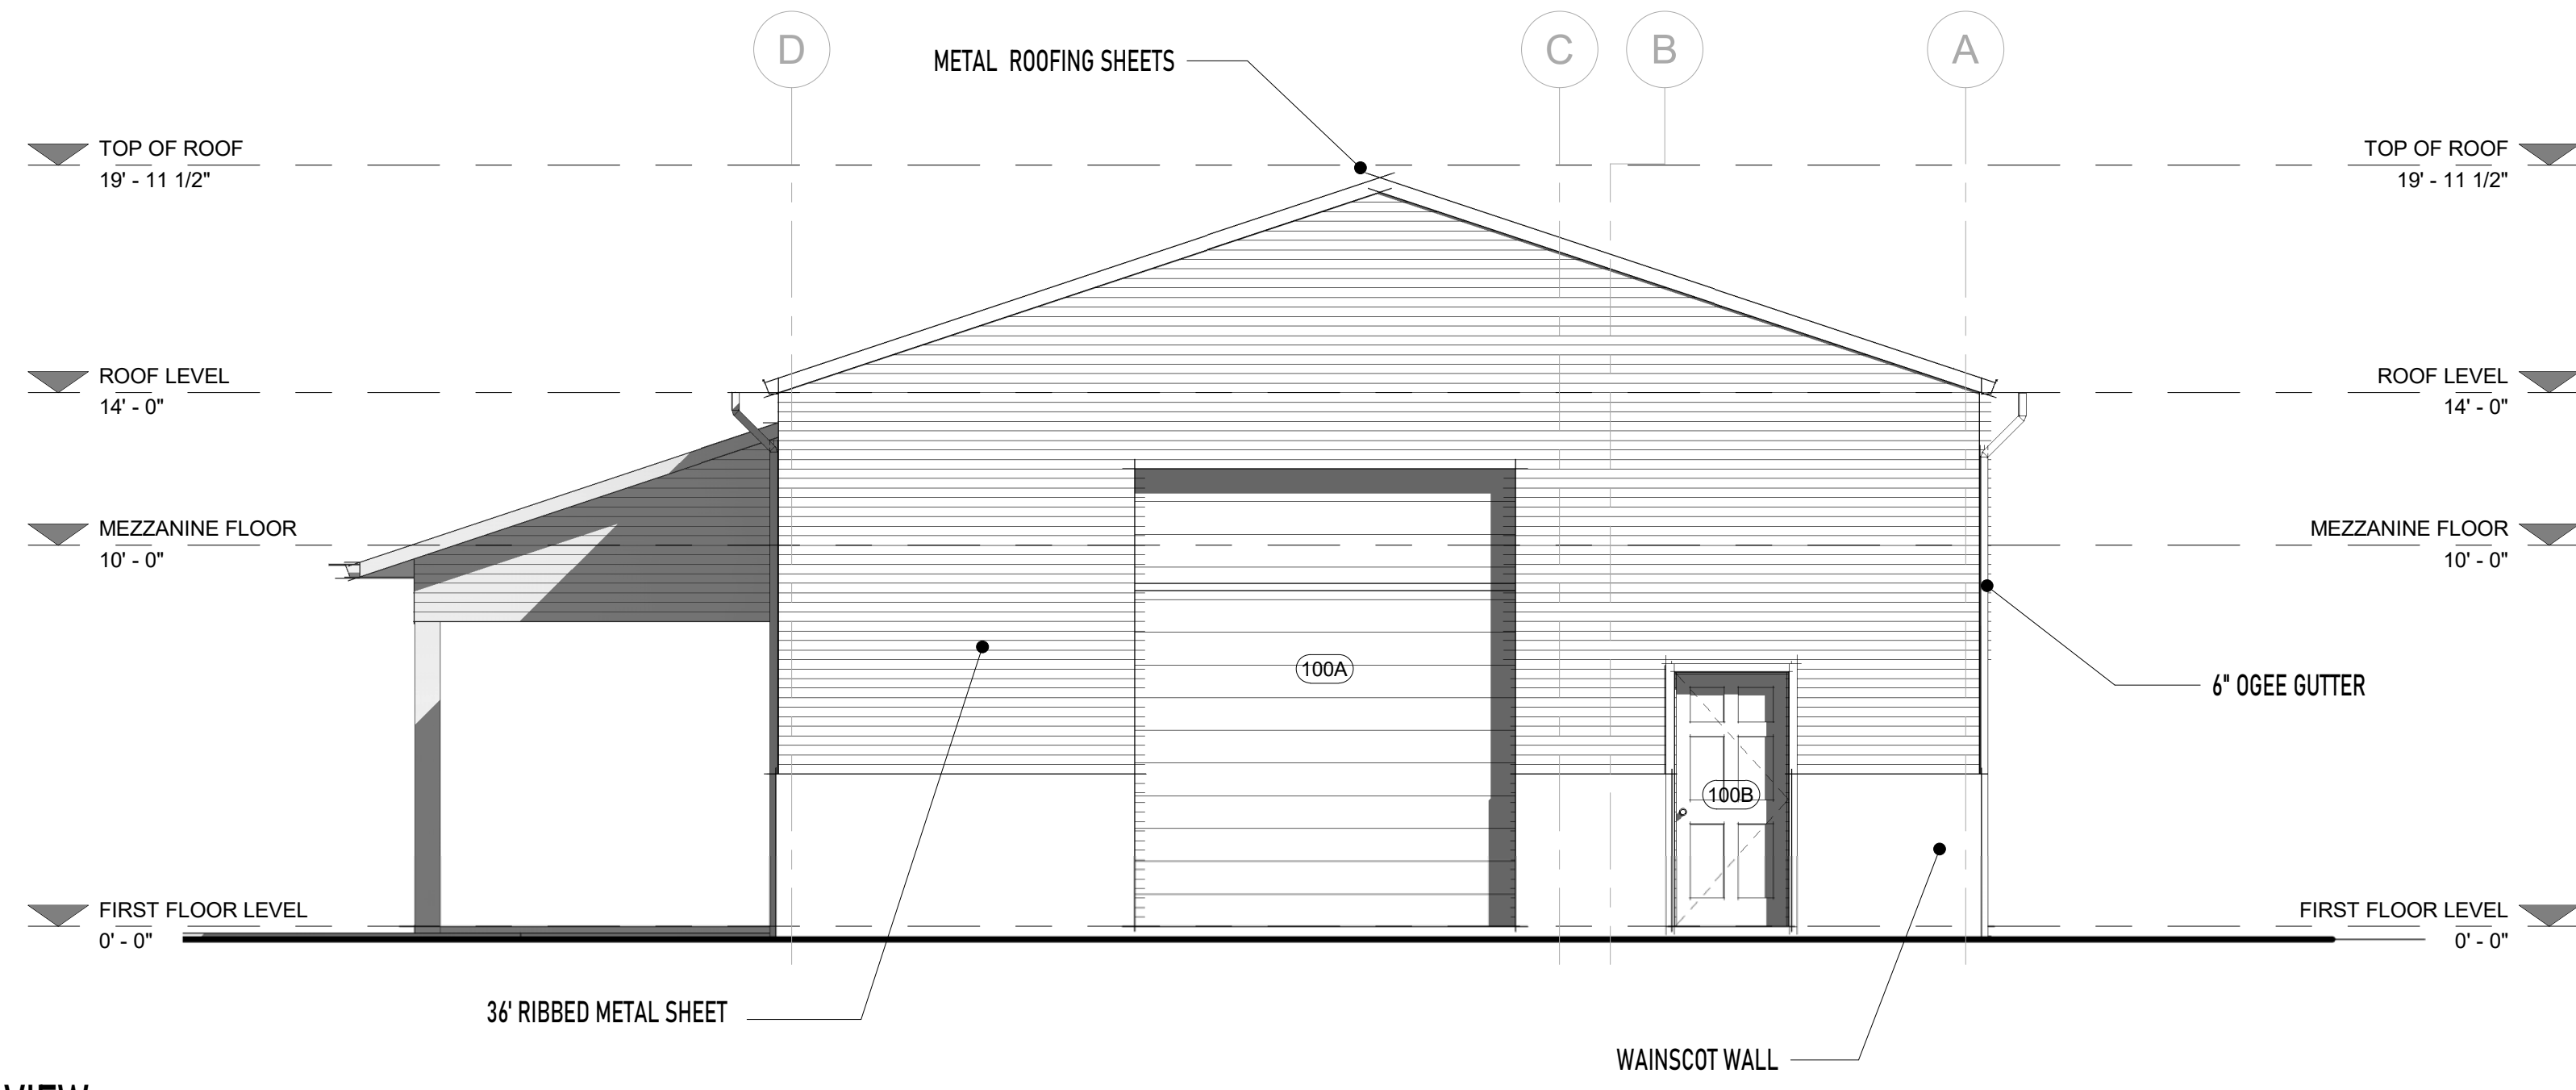 D
C
B
A
METAL ROOFING SHEETS
TOP OF ROOF
19' - 11 1/2"
TOP OF ROOF
19' - 11 1/2"
ROOF LEVEL
14' - 0"
ROOF LEVEL
14' - 0"
MEZZANINE FLOOR
10' - 0"
MEZZANINE FLOOR
10' - 0"
100A
6" OGEE GUTTER
100B
FIRST FLOOR LEVEL
0' - 0"
FIRST FLOOR LEVEL
0' - 0"
36' RIBBED METAL SHEET
WAINSCOT WALL
VIEW